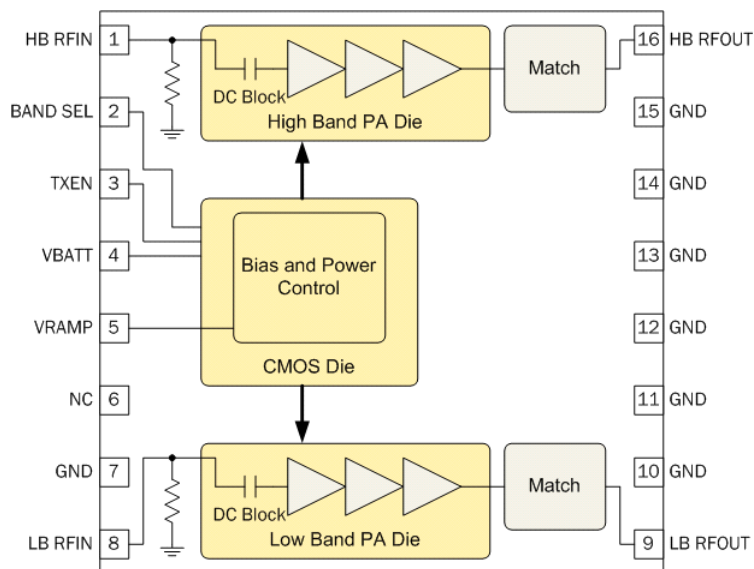 HB RFIN 1
16 HB RFOUT
Match
DC Block
High Band PA Die
BAND SEL 2
15 GND
TXEN 3
14 GND
VBATT 4
13 GND
Bias and Power
Control
VRAMP 5
12 GND
CMOS Die
NC 6
11 GND
GND 7
10 GND
Match
DC Block
Low Band PA Die
LB RFIN 8
9 LB RFOUT